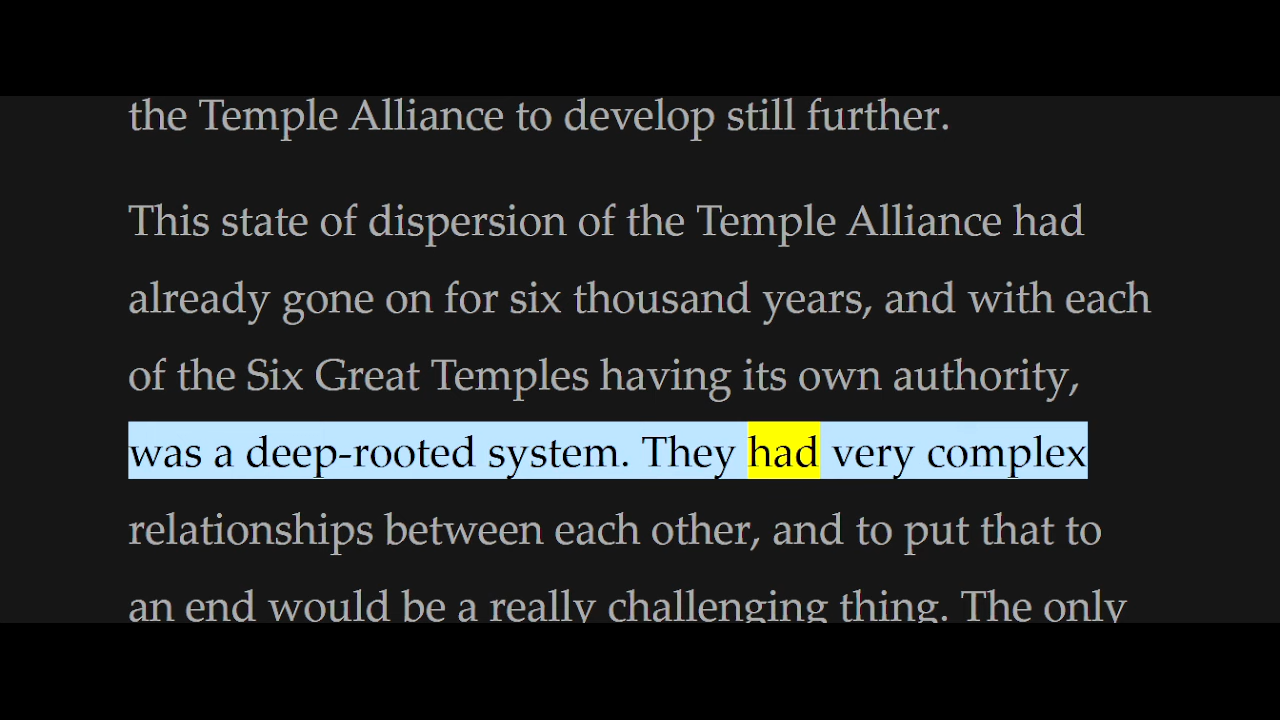 the Temple Alliance to develop still further.
This state of dispersion of the Temple Alliance had
already gone on for six thousand years, and with each
of the Six Great Temples having its own authority,
was a deep-rooted system. They had very complex
relationships between each other, and to put that to
an end would be a really challenging thing. The only